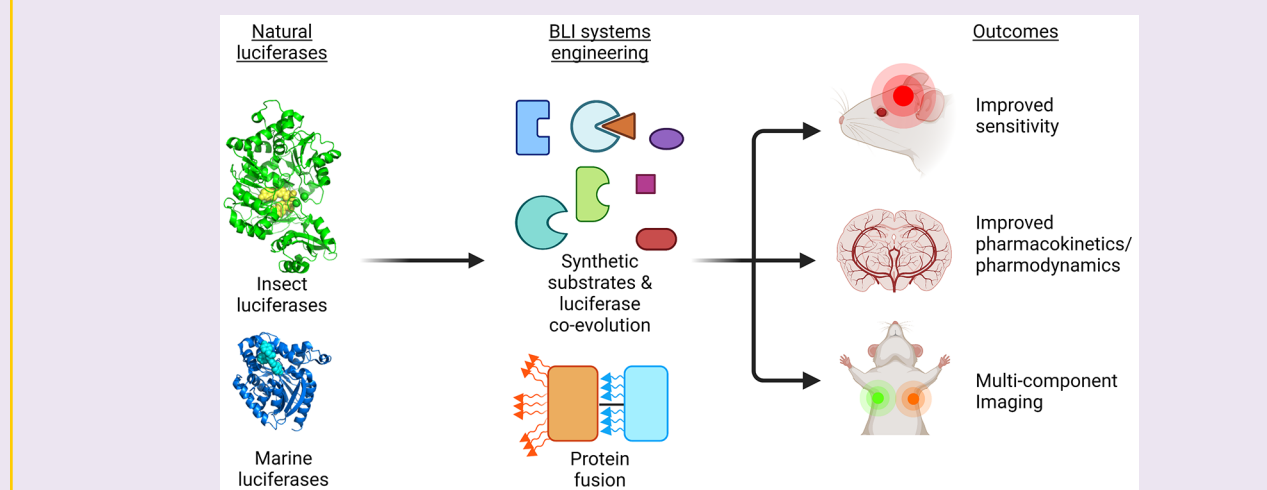 Natural
luciferases
Insect
luciferases
Marine
luciferases
BLI systems
engineering
Synthetic
substrates &
luciferase
co-evolution
Protein
fusion
Outcomes
Improved
sensitivity
Improved
pharmacokinetics/
pharmodynamics
Multi-component
Imaging